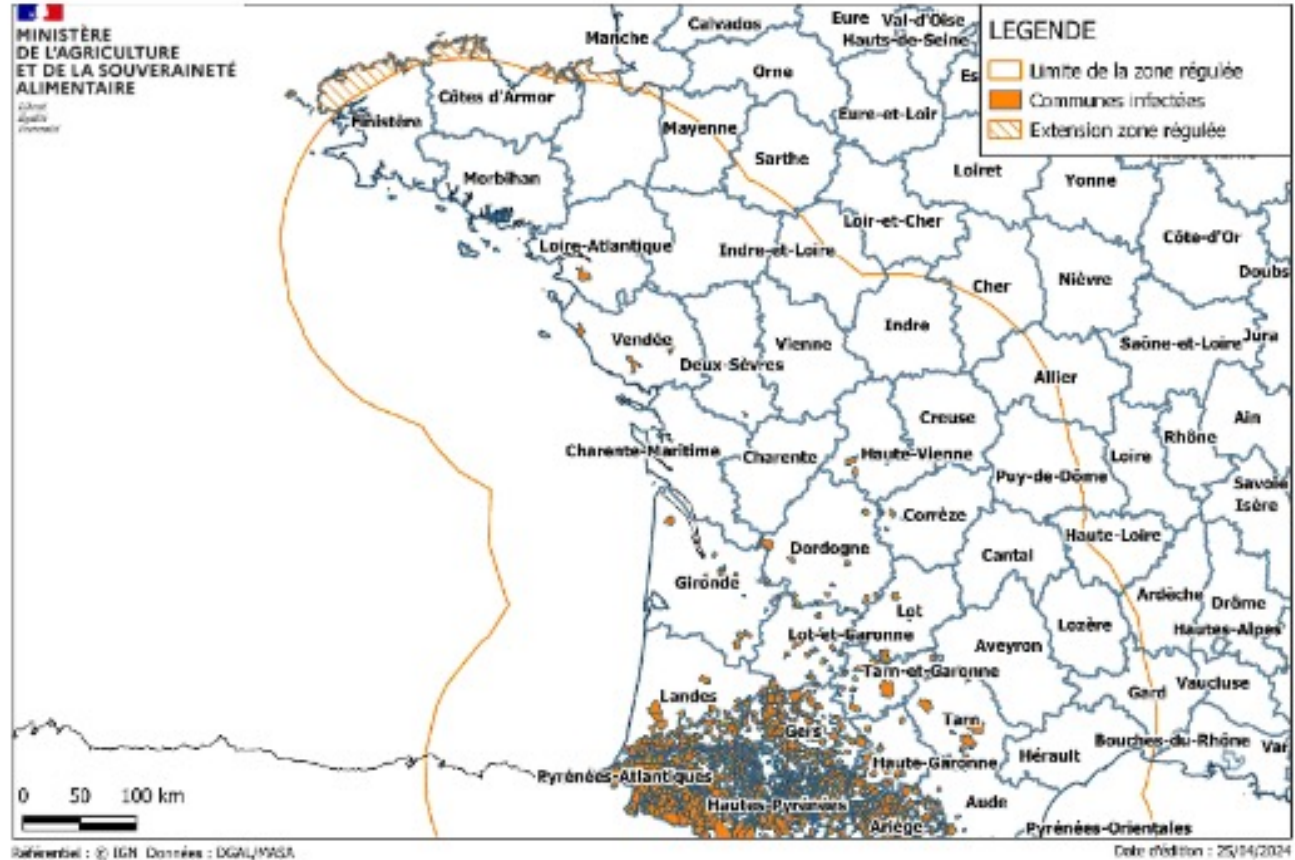 MINISTÈRE
DE L'AGRICULTURE
ET DE LA SOUVERAINETÉ
ALIMENTAIRE
LEGENDE
Limite de la zone régulée
Communes infectées
Extension zone régulée
Manche
Calvados
Eure
Val-d'Oise
Hauts-de-Seine
Es
Orne
Eure-et-Loir
Côtes d'Armor
Finistère
Mayenne
Sarthe
Loiret
Yonne
Morbihan
Loir-et-Cher
Côte-d'Or
Loire-Atlantique
Indre-et-Loire
Doubs
Cher
Nièvre
Vendée
Vienne
Indre
Saône-et-Loire
Jura
Deux-Sèvres
Allier
Creuse
Ain
Rhône
Charente-Maritime
Charente
Haute-Vienne
Loire
Puy-de-Dôme
Savoie
Isère
Corrèze
Haute-Loire
Dordogne
Cantal
Gironde
Ardèche
Drôme
Lot
Lozère
Hautes-Alpes
Lot-et-Garonne
Aveyron
Tarn-et-Garonne
Landes
Gard
Vaucluse
Tarn
Gers
Bouches-du-Rhône
Var
Hérault
Haute-Garonne
Pyrénées-Atlantiques
Hautes-Pyrénées
Aude
Ariège
Pyrénées-Orientales
0 50 100 km
Référentiel : © IGN Données : DGAL/MASA
Date d'édition : 25/04/2024